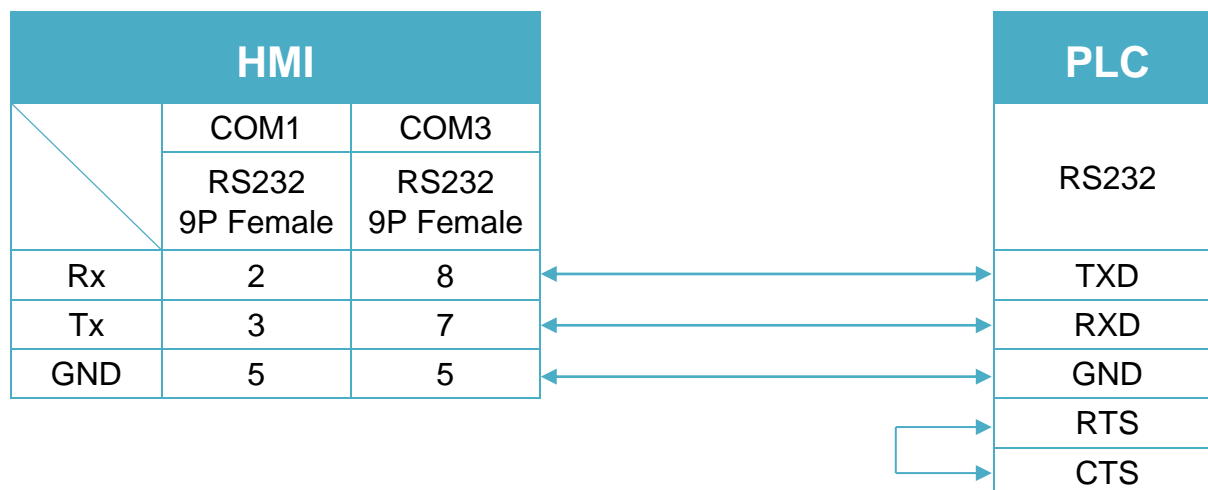 HMI PLC
COM1 COM3
RS232
9P Female
RS232
9P Female
RS232
Rx 2 8 TXD
Tx 3 7 RXD
GND 5 5 GND
RTS
CTS